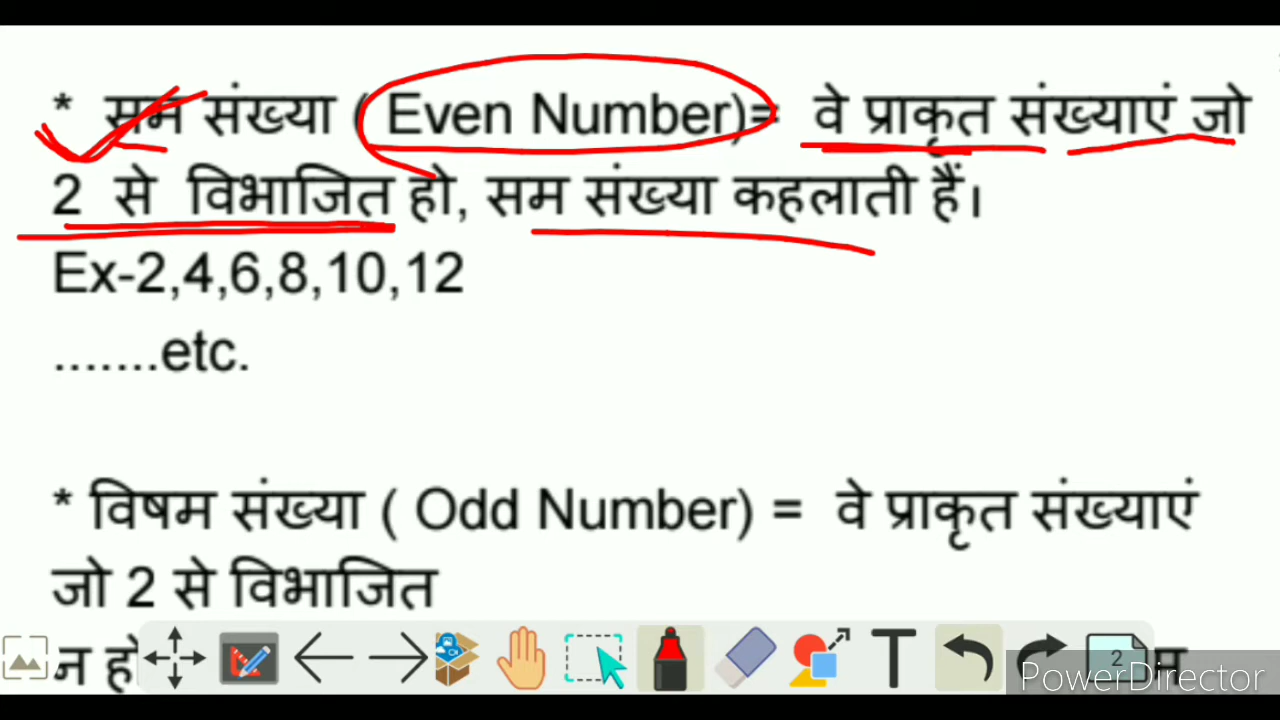 * सम संख्या ( Even Number)= वे प्राकृत संख्याएं जो
2 से विभाजित हो, सम संख्या कहलाती हैं।
Ex-2,4,6,8,10,12
.......etc.
* विषम संख्या ( Odd Number) = वे प्राकृत संख्याएं
जो 2 से विभाजित
न हो
T
2
PowerDirector